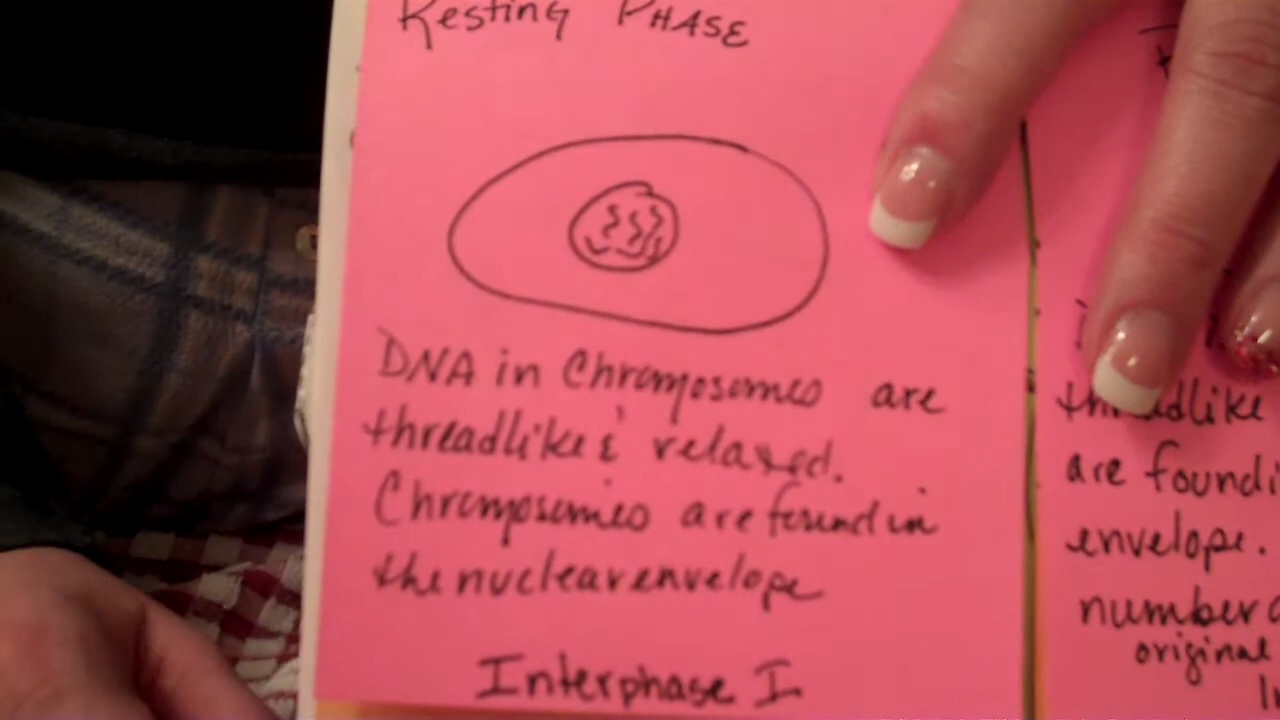 Resting PHASE
DNA in Chromosomes are
threadlike & relaxed.
Chromosomes are found in
the nuclear envelope
Interphase I
threadlike
are found i
envelope.
number
original